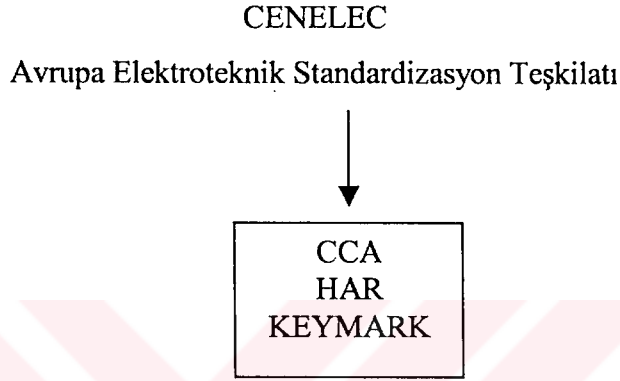 CENELEC
Avrupa Elektroteknik Standardizasyon Teşkilatı
CCA
HAR
KEYMARK